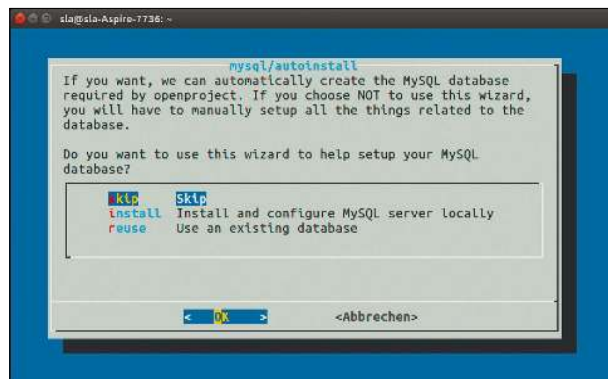 sla@sla-Aspire-7736: ~
mysql/autoinstall
If you want, we can automatically create the MySQL database
required by openproject. If you choose NOT to use this wizard,
you will have to manually setup all the things related to the
database.
Do you want to use this wizard to help setup your MySQL
database?
skip Skip
install Install and configure MySQL server locally
reuse Use an existing database
< OK > <Abbrechen>